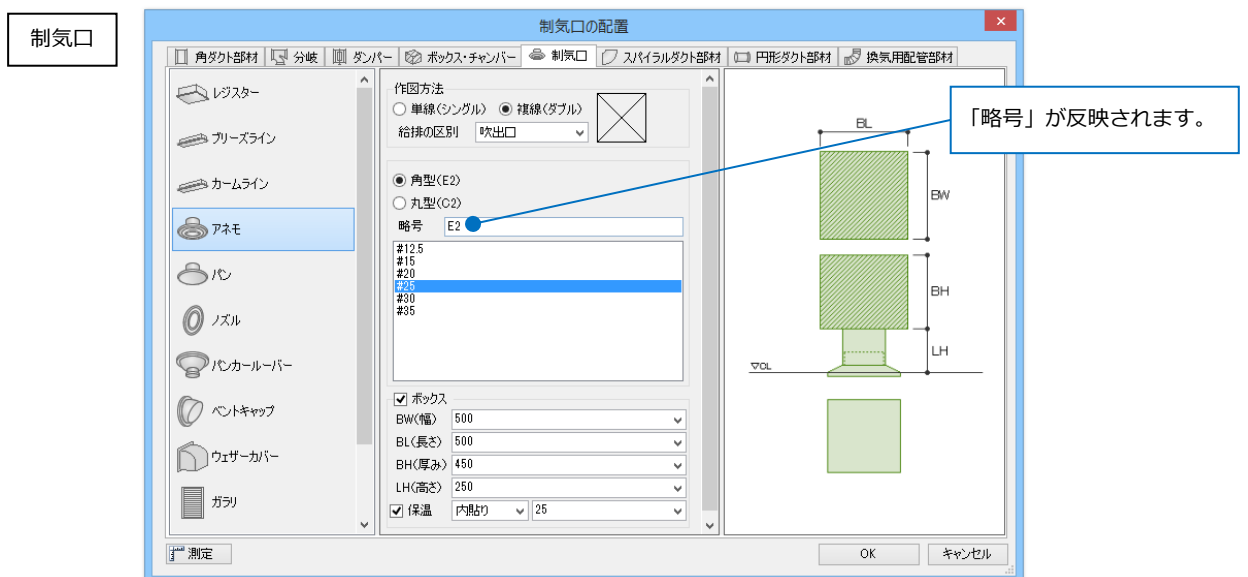 制気口
制気口の配置
角ダクト部材 分岐 ダンパー ボックス・チャンバー 制気口 スパイラルダクト部材 円形ダクト部材 換気用配管部材
レジスター
ブリーズライン
カームライン
アネモ
パン
ノズル
パンカールーバー
ベントキャップ
ウェザーカバー
ガラリ
作図方法
単線(シングル) 複線(ダブル)
給排の区別 吹出口
角型(E2)
丸型(C2)
略号 E2
#12.5
#15
#20
#25
#30
#35
ボックス
BW(幅) 500
BL(長さ) 500
BH(厚み) 450
LH(高さ) 250
保温 内貼り 25
BL
BW
BH
LH
▽CL
「略号」が反映されます。
測定
OK キャンセル